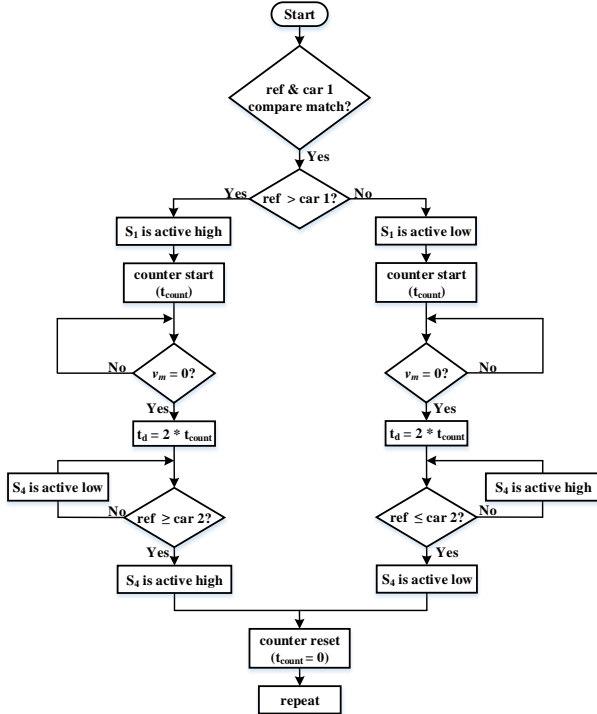 Start
ref & car 1
compare match?
Yes
Yes
ref > car 1?
No
S1 is active high
S1 is active low
counter start
(tcount)
counter start
(tcount)
No
vm = 0?
vm = 0?
No
Yes
Yes
td = 2 * tcount
td = 2 * tcount
S4 is active low
S4 is active high
No
ref ≥ car 2?
ref ≤ car 2?
No
Yes
Yes
S4 is active high
S4 is active low
counter reset
(tcount = 0)
repeat